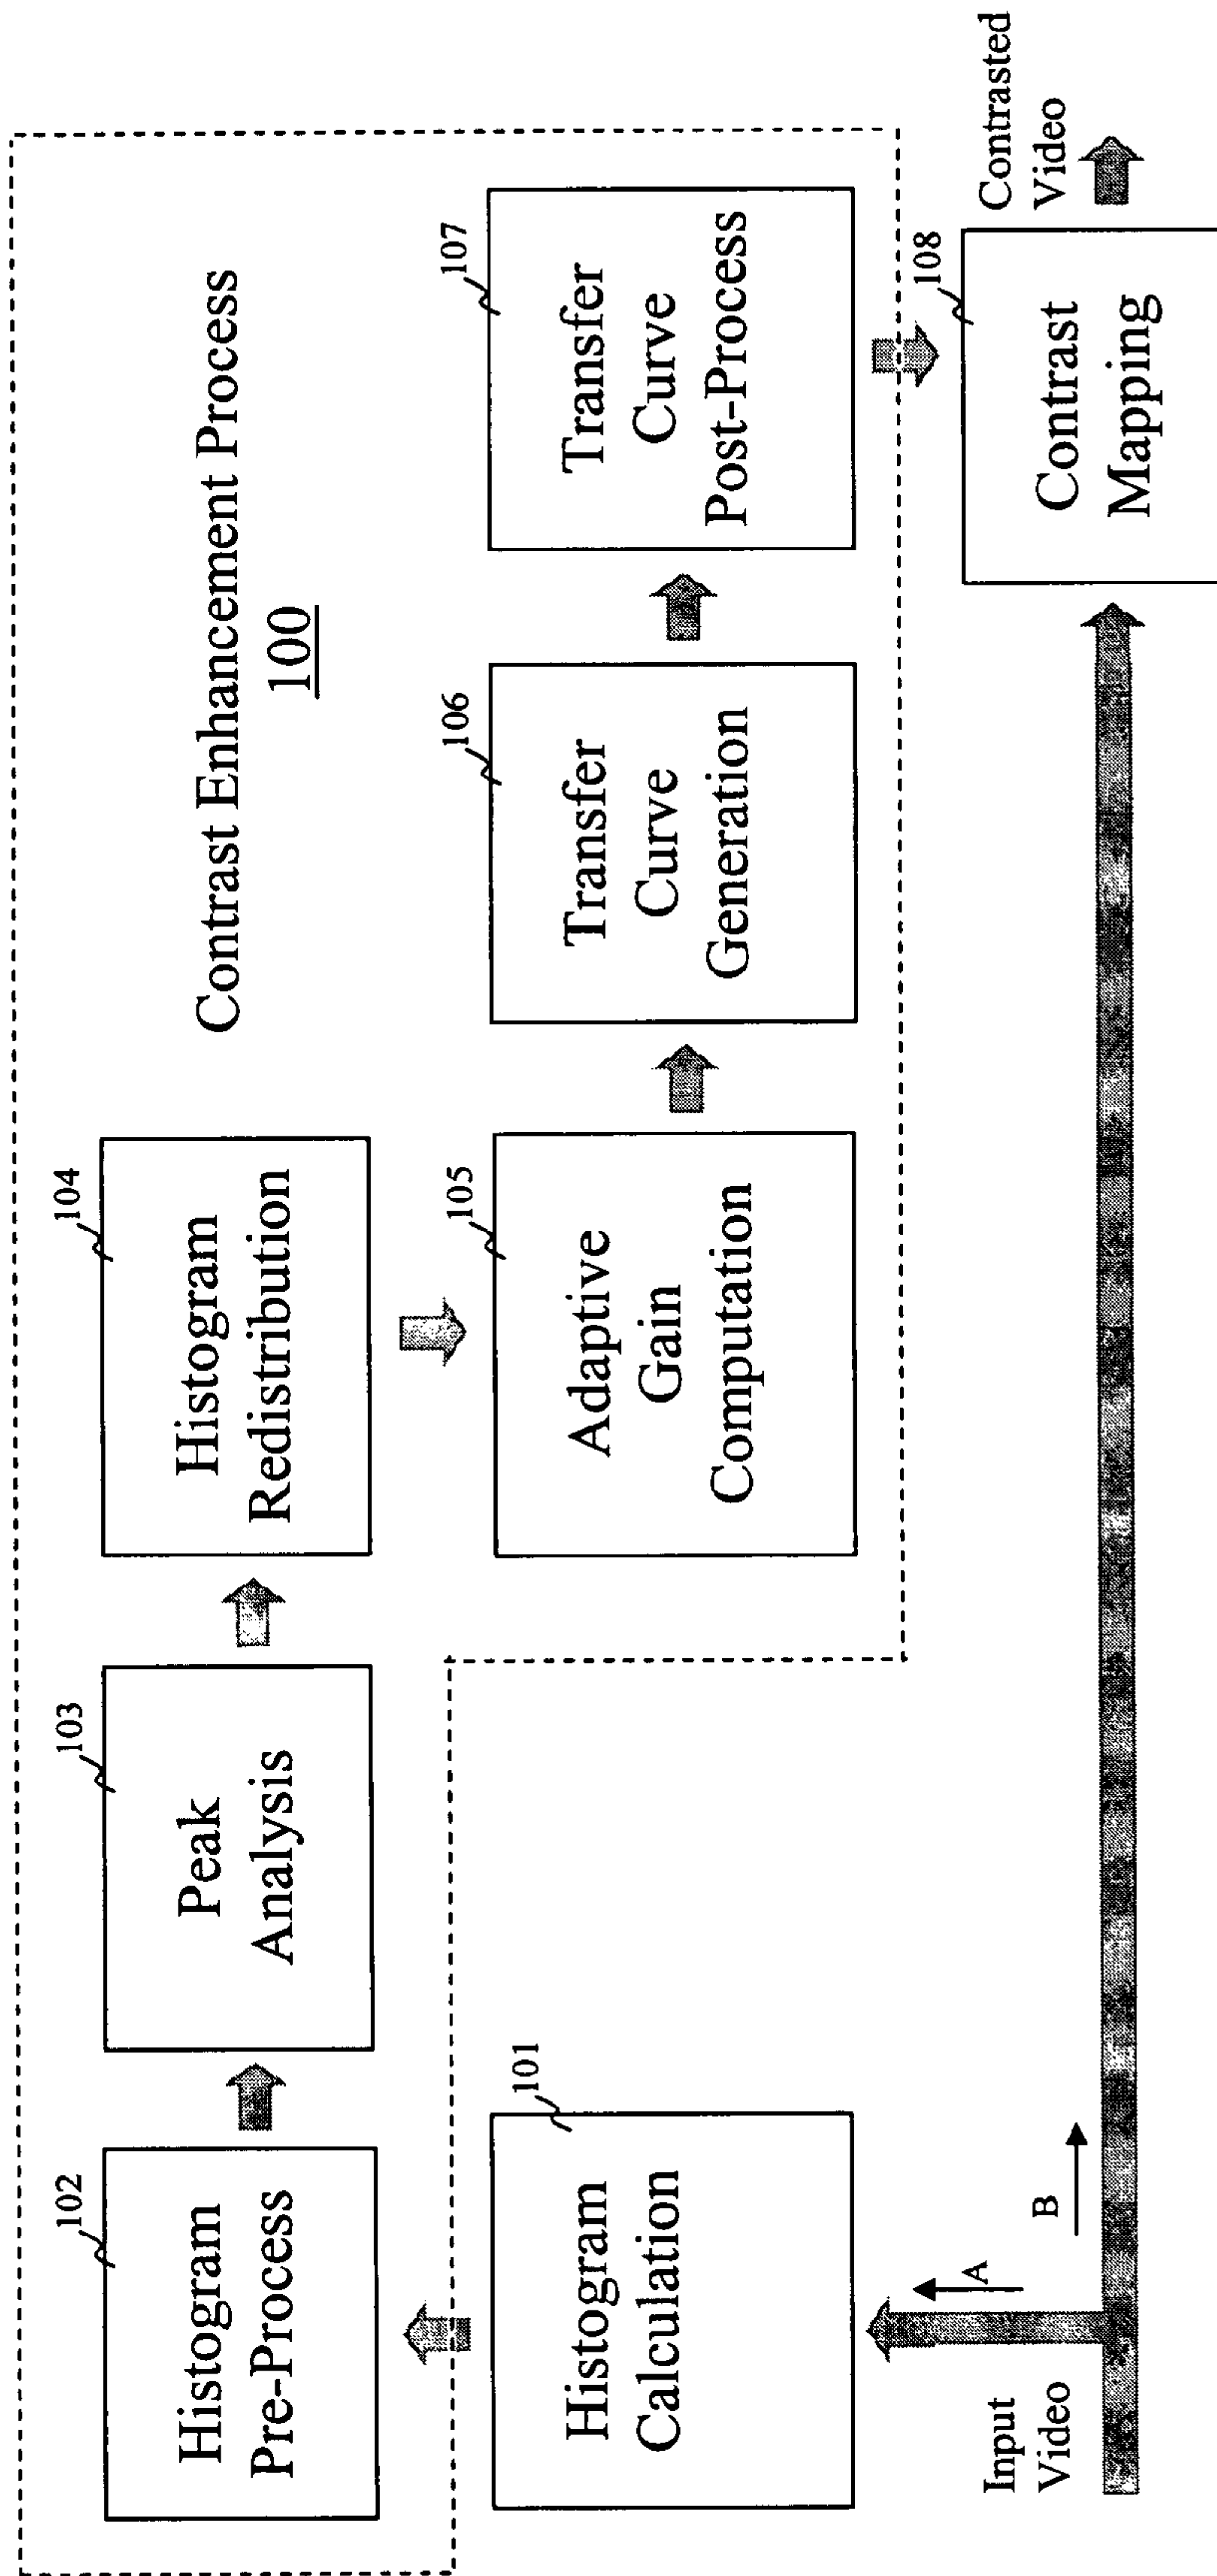 Contrast Enhancement Process
100
102
Histogram
Pre-Process
103
Peak
Analysis
104
Histogram
Redistribution
101
Histogram
Calculation
105
Adaptive
Gain
Computation
106
Transfer
Curve
Generation
107
Transfer
Curve
Post-Process
Input
Video
A
B
108
Contrast
Mapping
Contrasted
Video